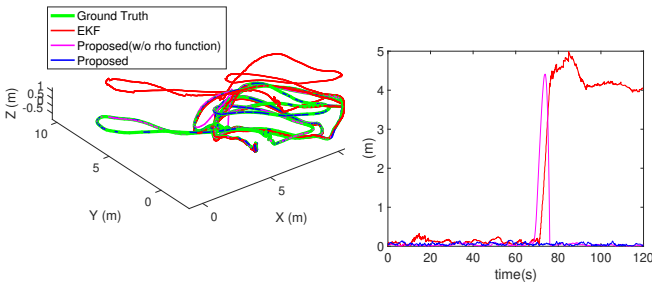 Ground Truth
EKF
Proposed(w/o rho function)
Proposed
Z (m)
1
0.5
0
-0.5
10
5
0
Y (m)
0
5
X (m)
5
4
3
2
1
0
(m)
0 20 40 60 80 100 120
time(s)